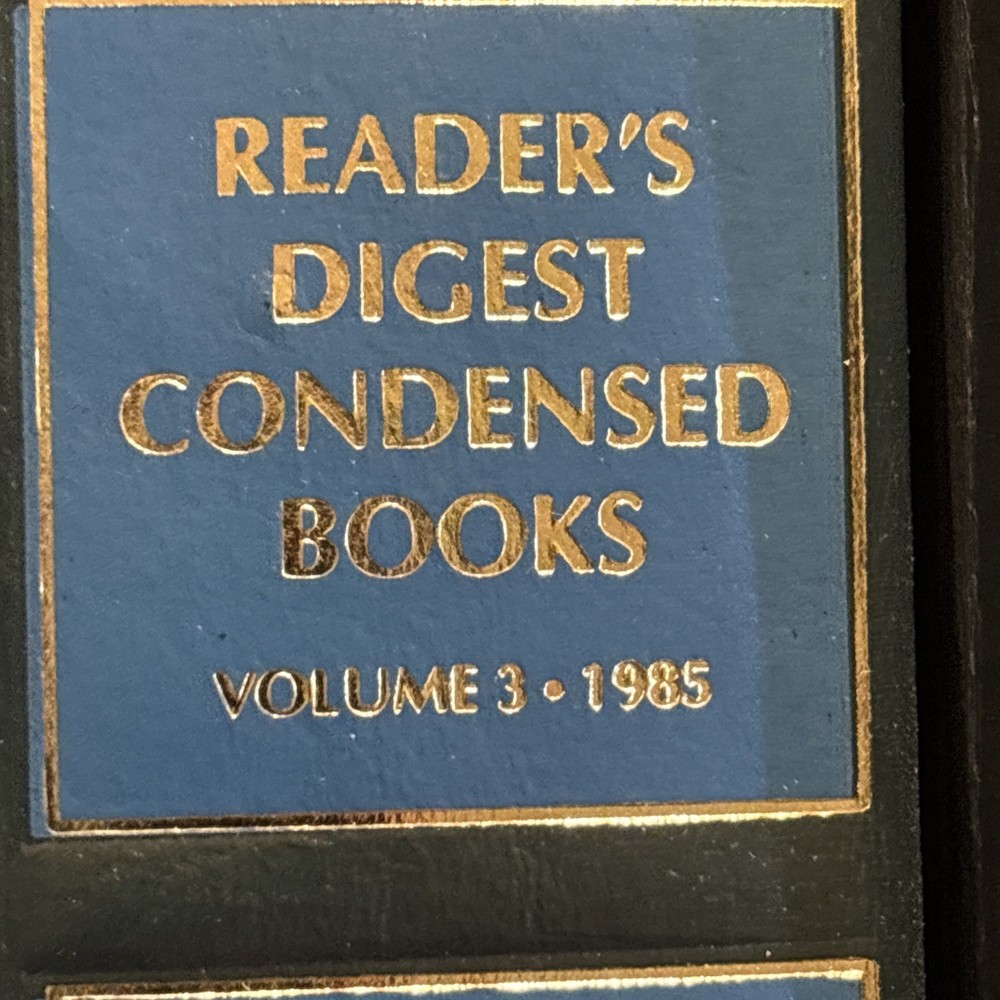 READER'S
DIGEST
CONDENSED
BOOKS
VOLUME 3 • 1985